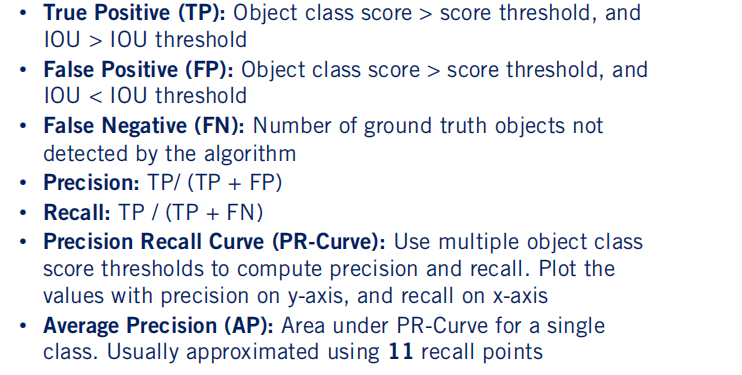 • True Positive (TP): Object class score > score threshold, and
IOU > IOU threshold
• False Positive (FP): Object class score > score threshold, and
IOU < IOU threshold
• False Negative (FN): Number of ground truth objects not
detected by the algorithm
• Precision: TP/ (TP + FP)
• Recall: TP / (TP + FN)
• Precision Recall Curve (PR-Curve): Use multiple object class
score thresholds to compute precision and recall. Plot the
values with precision on y-axis, and recall on x-axis
• Average Precision (AP): Area under PR-Curve for a single
class. Usually approximated using 11 recall points